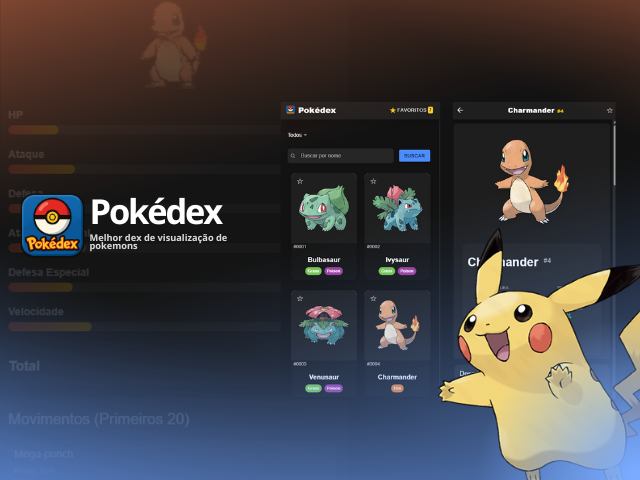 HP
Ataque
Defesa
Defesa Especial
Velocidade
Total
Movimentos (Primeiros 20)
Mega-punch
Pokédex
Pokédex
Melhor dex de visualização de
pokemons
Pokédex
FAVORITOS 1
Todos
Buscar por nome
BUSCAR
#0001
Bulbasaur
Grass Poison
#0002
Ivysaur
Grass Poison
#0003
Venusaur
Grass Poison
#0004
Charmander
Fire
Charmander #4
Charmander #4